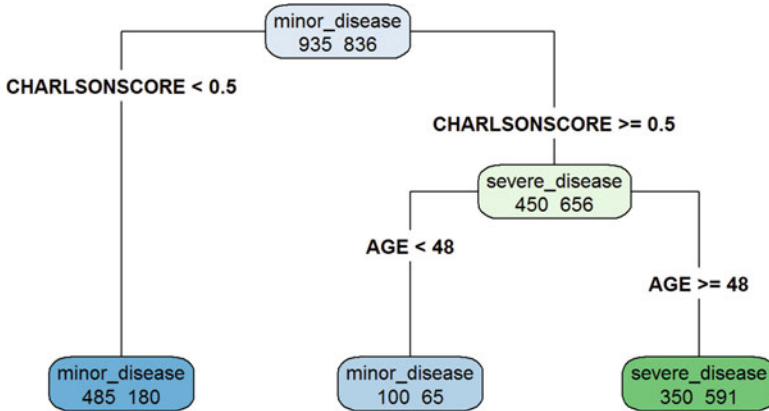 minor_disease
935 836
CHARLSONSCORE < 0.5
CHARLSONSCORE >= 0.5
severe_disease
450 656
AGE < 48
AGE >= 48
minor_disease
485 180
minor_disease
100 65
severe_disease
350 591